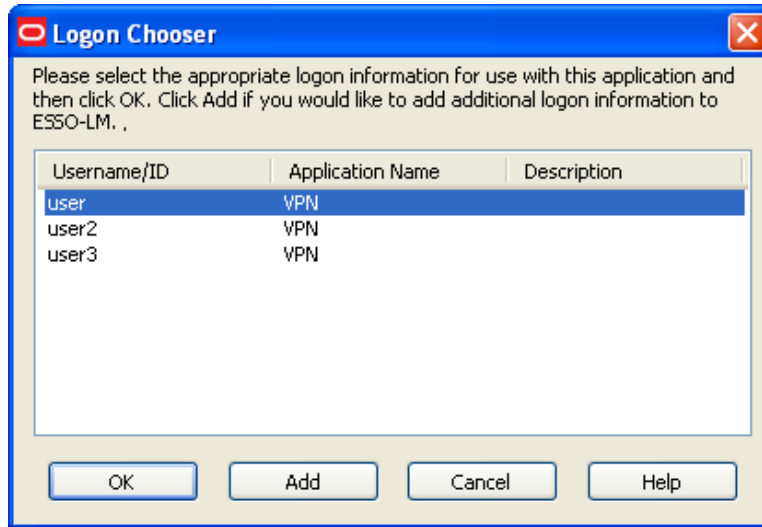 Logon Chooser
Please select the appropriate logon information for use with this application and
then click OK. Click Add if you would like to add additional logon information to
ESSO-LM. ,
Username/ID Application Name Description
user VPN
user2 VPN
user3 VPN
OK Add Cancel Help